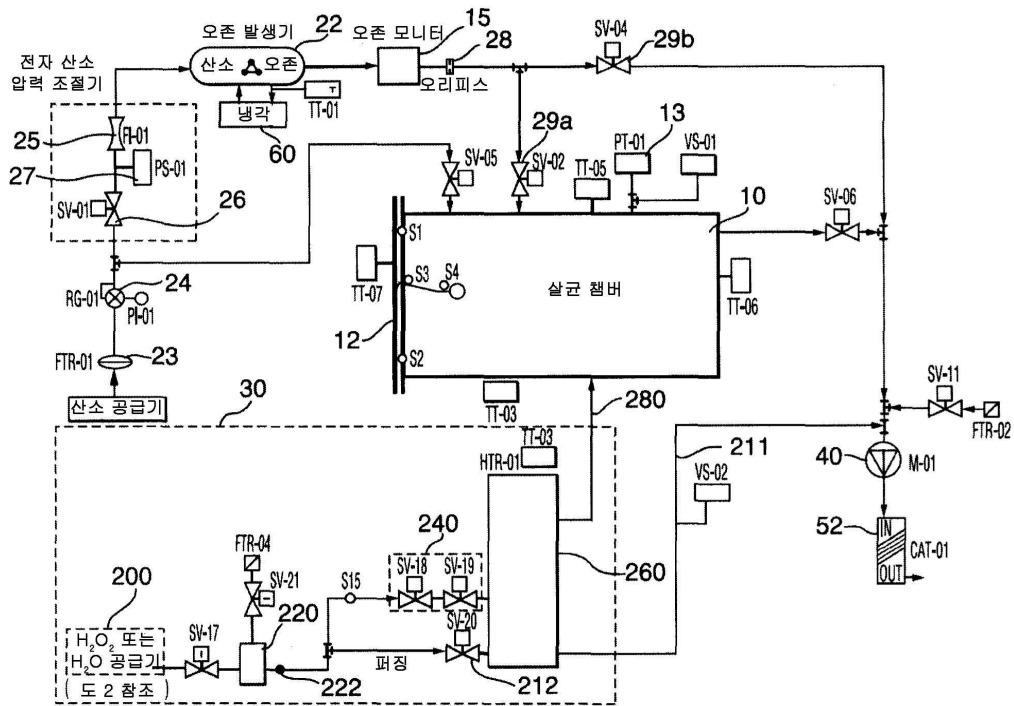 오존 발생기
22
오존 모니터
15
28
SV-04
29b
전자 산소
압력 조절기
산소
오존
오리피스
TT-01
T
냉각
60
25
FI-01
27
PS-01
SV-01
26
29a
SV-05
SV-02
TT-05
PT-01
13
VS-01
10
SV-06
S1
S3
S4
살균 챔버
TT-07
TT-06
12
S2
RG-01
24
PI-01
FTR-01
23
산소 공급기
30
TT-03
280
SV-11
FTR-02
TT-03
HTR-01
211
40
M-01
VS-02
52
IN
CAT-01
OUT
FTR-04
SV-21
240
SV-18
SV-19
260
S15
200
H₂O₂ 또는
H₂O 공급기
(도 2 참조)
SV-17
220
SV-20
퍼징
222
212